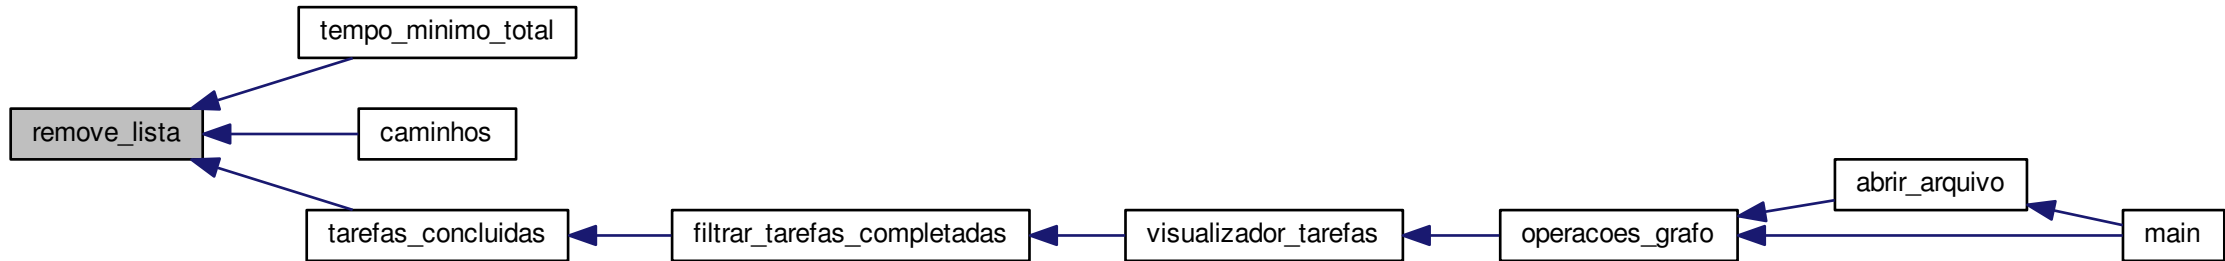 tempo_minimo_total
remove_lista
caminhos
tarefas_concluidas
filtrar_tarefas_completadas
visualizador_tarefas
operacoes_grafo
abrir_arquivo
main